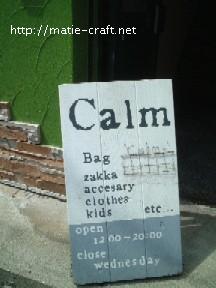 http://matie-craft.net
Calm
Bag
zakka
accesary
clothes
kids etc...
open
12:00~20:00
close
wednesday